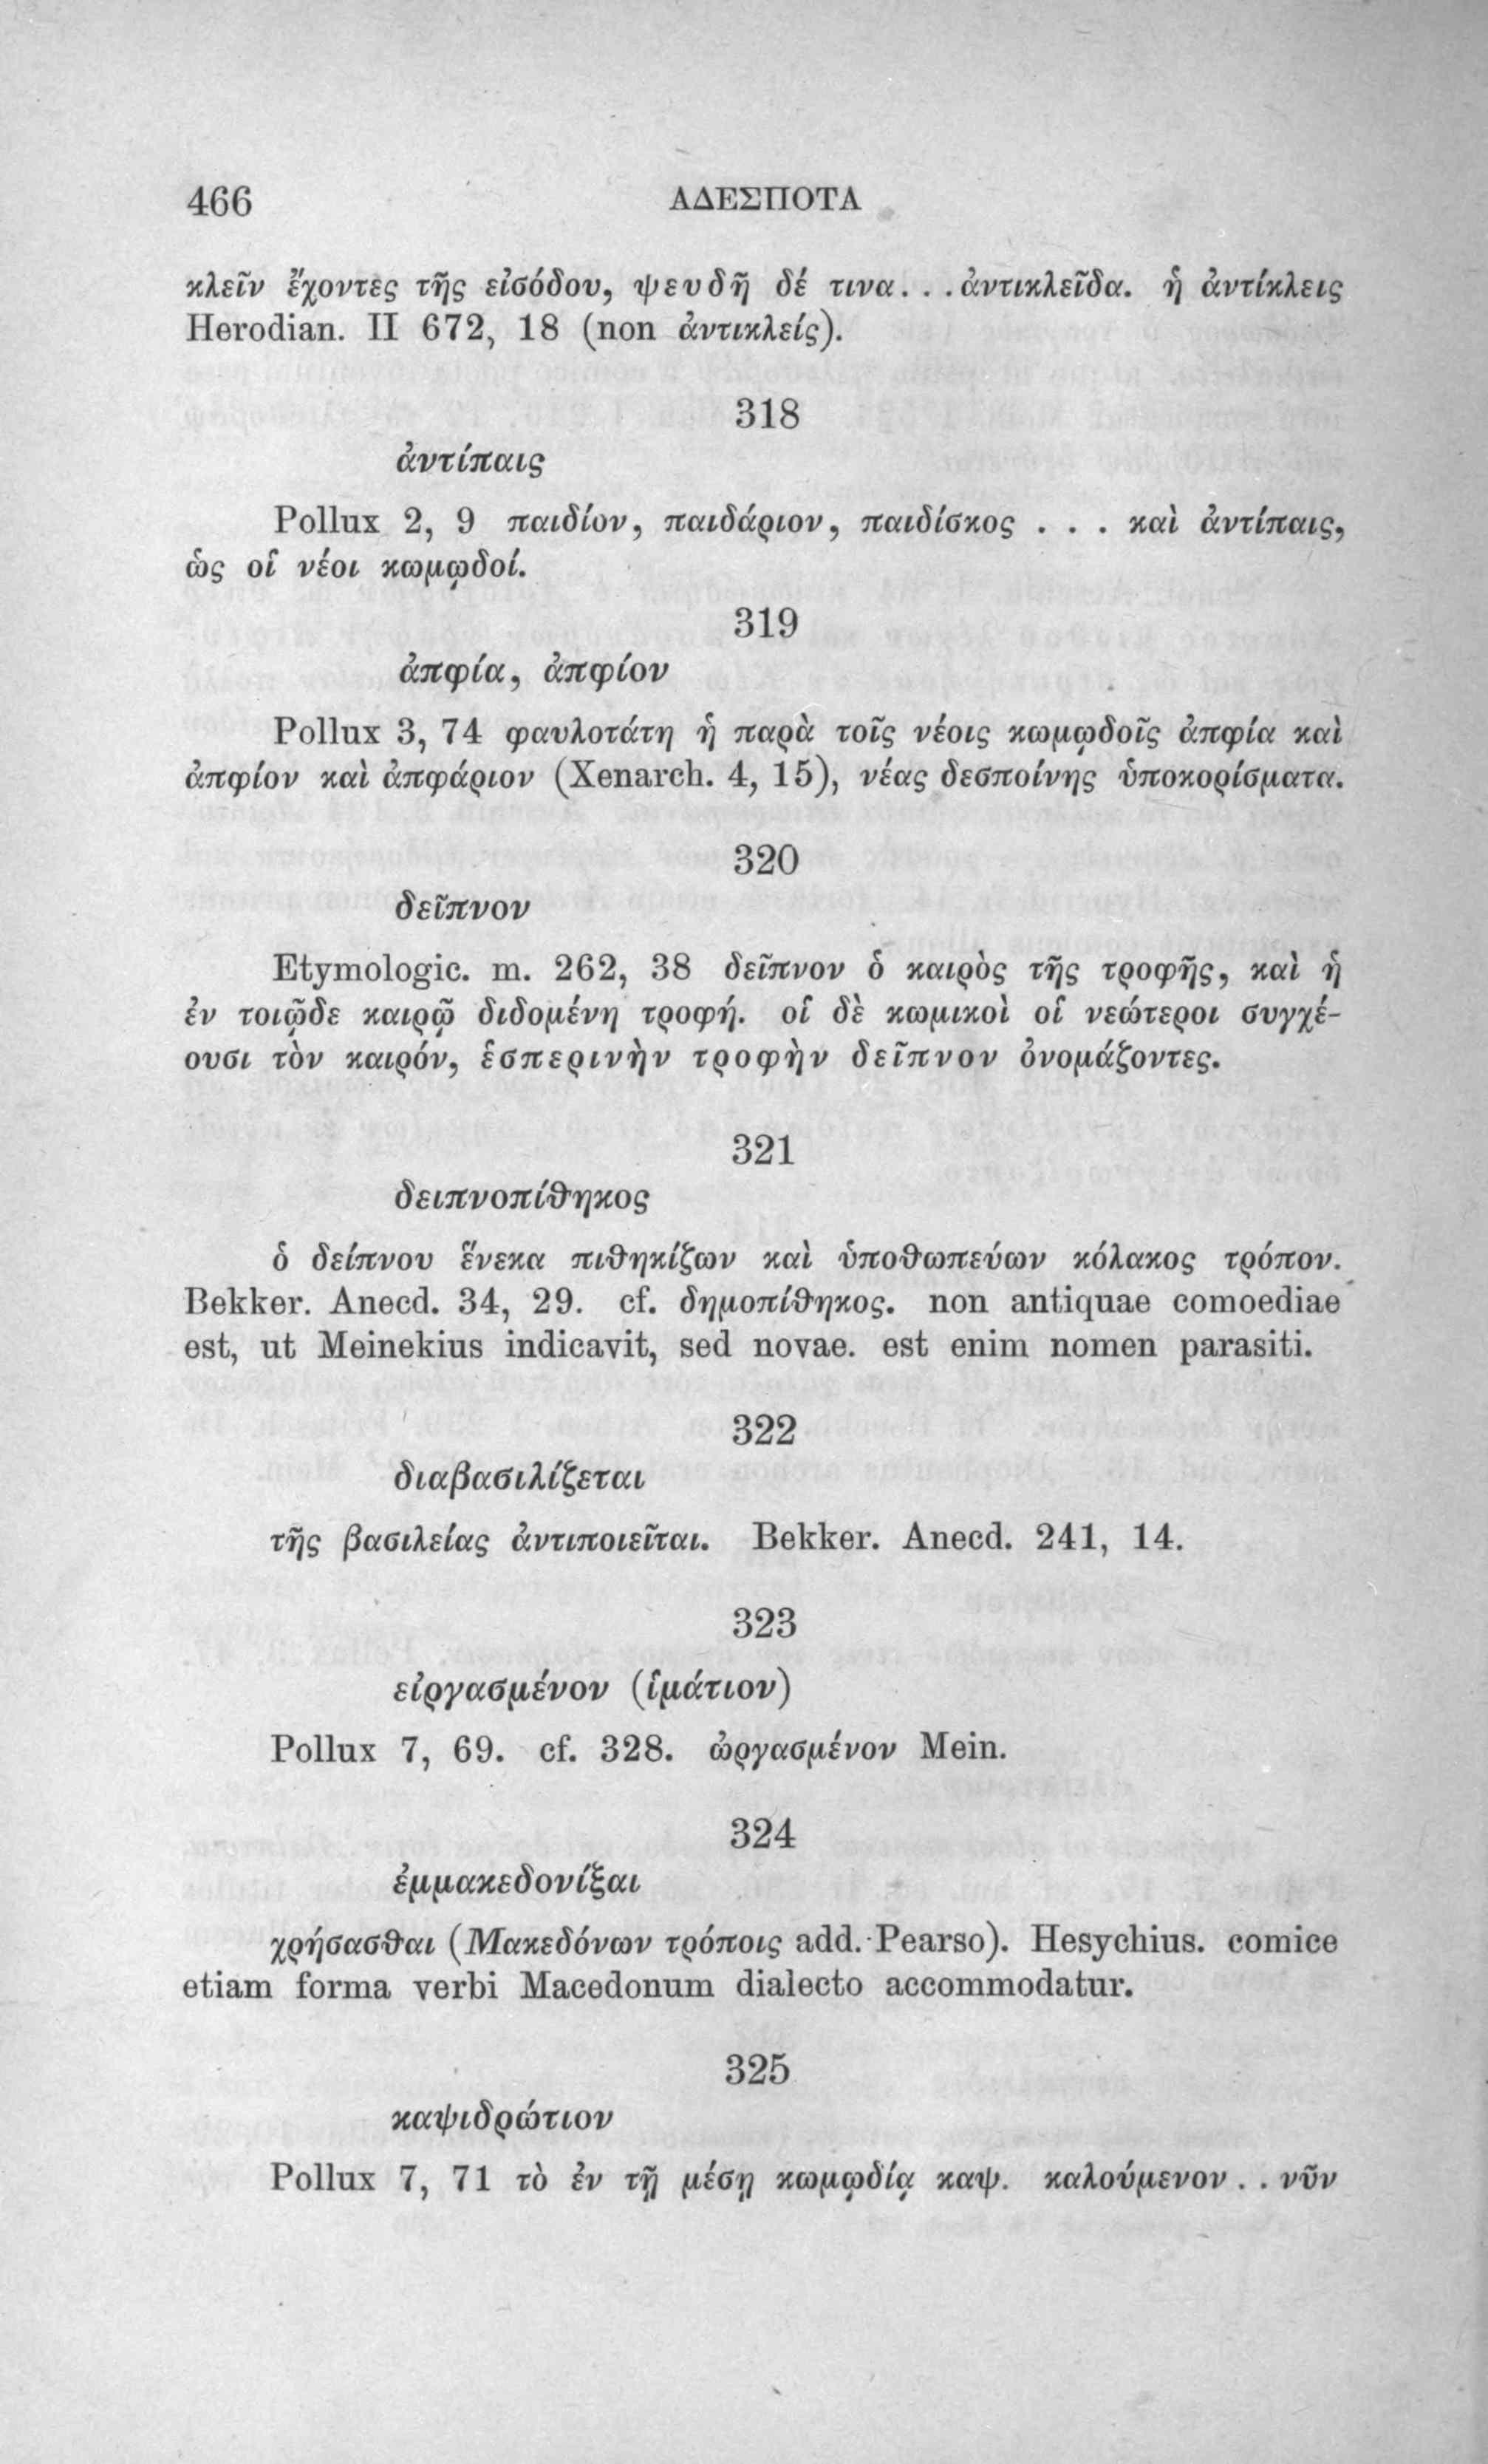 466 ΑΔΕΣΠΟΤΑ
κλεῖν ἔχοντες τῆς εἰσόδου, ψευδῆ δέ τινα. . . ἀντικλεῖδα. ἡ ἀντίκλεις
Herodian. II 672, 18 (non ἀντικλείς).
318
ἀντίπαις
Pollux 2, 9 παιδίον, παιδάριον, παιδίσκος . . . καὶ ἀντίπαις,
ὡς οἱ νέοι κωμῳδοί.
319
ἀπφία, ἀπφίον
Pollux 3, 74 φαυλοτάτη ἡ παρὰ τοῖς νέοις κωμῳδοῖς ἀπφία καὶ
ἀπφίον καὶ ἀπφάριον (Xenarch. 4, 15), νέας δεσποίνης ὑποκορίσματα.
320
δεῖπνον
Etymologic. m. 262, 38 δεῖπνον ὁ καιρὸς τῆς τροφῆς, καὶ ἡ
ἐν τοιῷδε καιρῷ διδομένη τροφή. οἱ δὲ κωμικοὶ οἱ νεώτεροι συγχέ-
ουσι τὸν καιρόν, ἑσπερινὴν τροφὴν δεῖπνον ὀνομάζοντες.
321
δειπνοπίθηκος
ὁ δείπνου ἕνεκα πιθηκίζων καὶ ὑποθωπεύων κόλακος τρόπον.
Bekker. Anecd. 34, 29. cf. δημοπίθηκος. non antiquae comoediae
est, ut Meinekius indicavit, sed novae. est enim nomen parasiti.
322
διαβασιλίζεται
τῆς βασιλείας ἀντιποιεῖται. Bekker. Anecd. 241, 14.
323
εἰργασμένον (ἱμάτιον)
Pollux 7, 69. cf. 328. ὠργασμένον Mein.
324
ἐμμακεδονίξαι
χρήσασθαι (Μακεδόνων τρόποις add. Pearso). Hesychius. comice
etiam forma verbi Macedonum dialecto accommodatur.
325
καψιδρώτιον
Pollux 7, 71 τὸ ἐν τῇ μέσῃ κωμῳδίᾳ καψ. καλούμενον . . νῦν